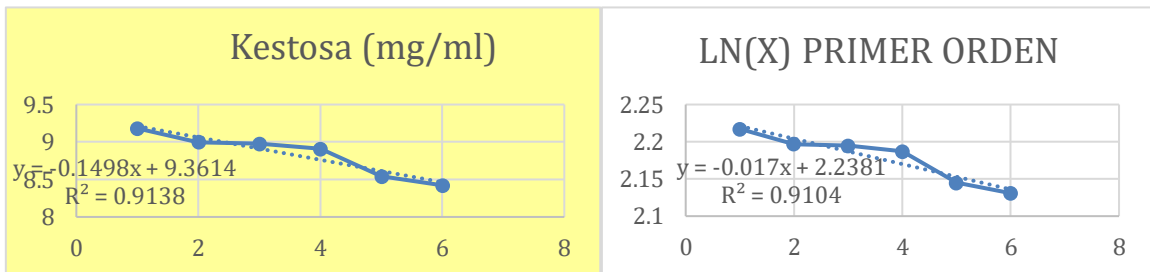 Kestosa (mg/ml)
9.5
9
8.5
8
y = -0.1498x + 9.3614
R² = 0.9138
0 2 4 6 8
LN(X) PRIMER ORDEN
2.25
2.2
2.15
2.1
y = -0.017x + 2.2381
R² = 0.9104
0 2 4 6 8